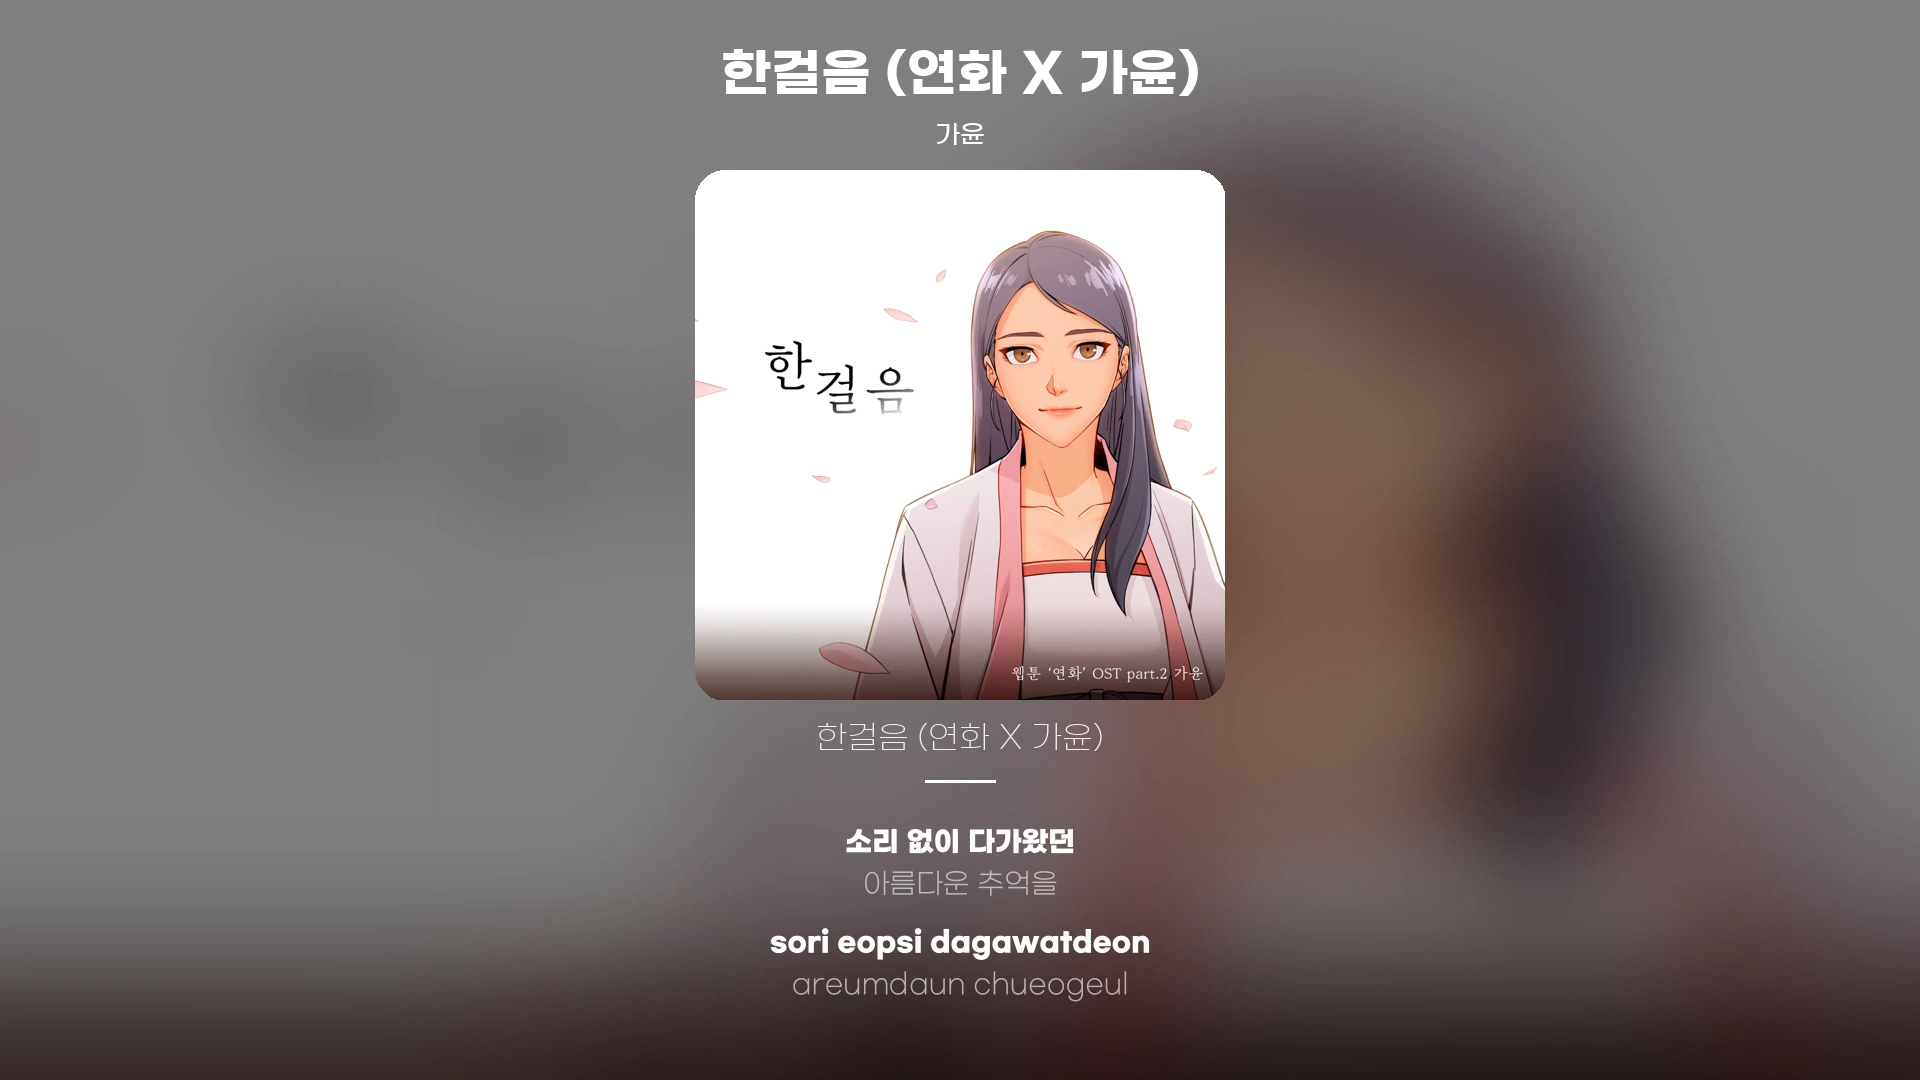 한걸음 (연화 X 가윤)
가윤
한걸음
웹툰 '연화' OST part.2 가윤
한걸음 (연화 X 가윤)
소리 없이 다가왔던
아름다운 추억을
sori eopsi dagawatdeon
areumdaun chueogeul